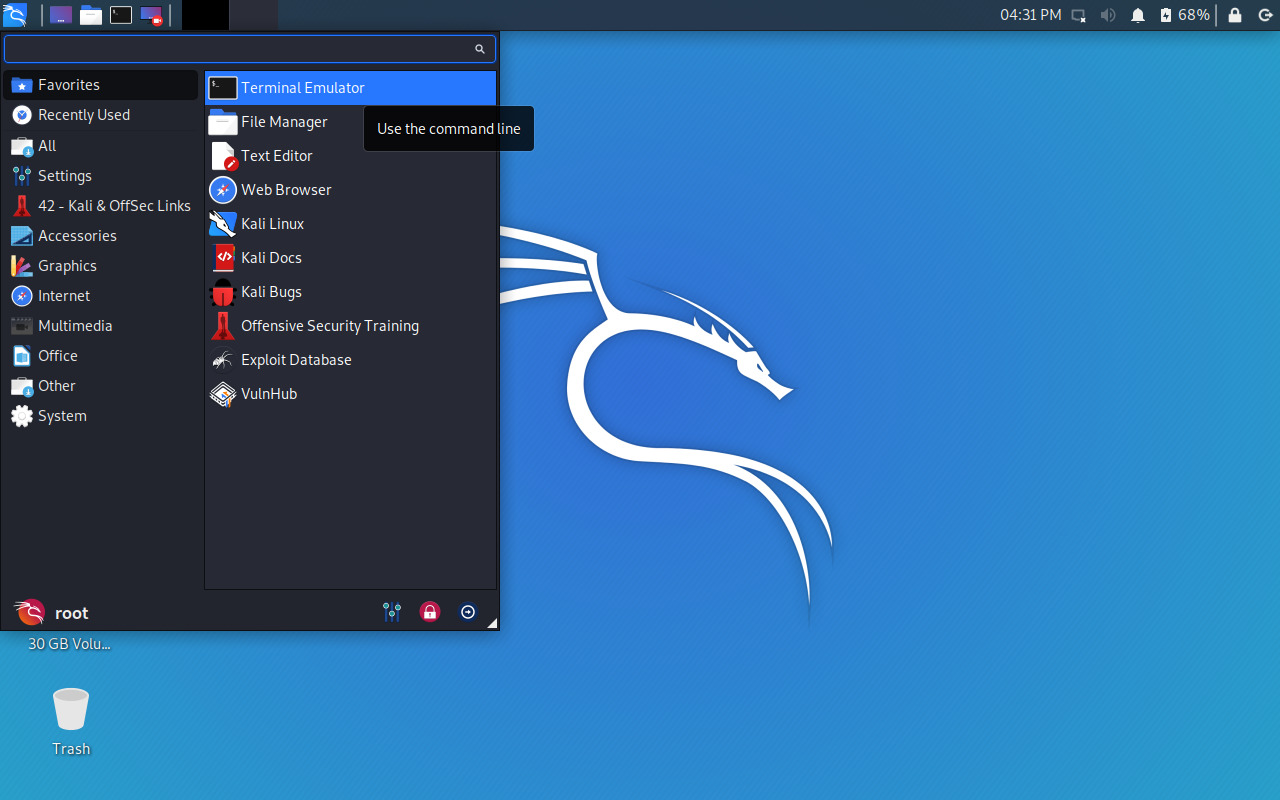 04:31 PM
68%
Favorites
Recently Used
All
Settings
42 - Kali & OffSec Links
Accessories
Graphics
Internet
Multimedia
Office
Other
System
Terminal Emulator
Use the command line
File Manager
Text Editor
Web Browser
Kali Linux
Kali Docs
Kali Bugs
Offensive Security Training
Exploit Database
VulnHub
root
30 GB Volu...
Trash